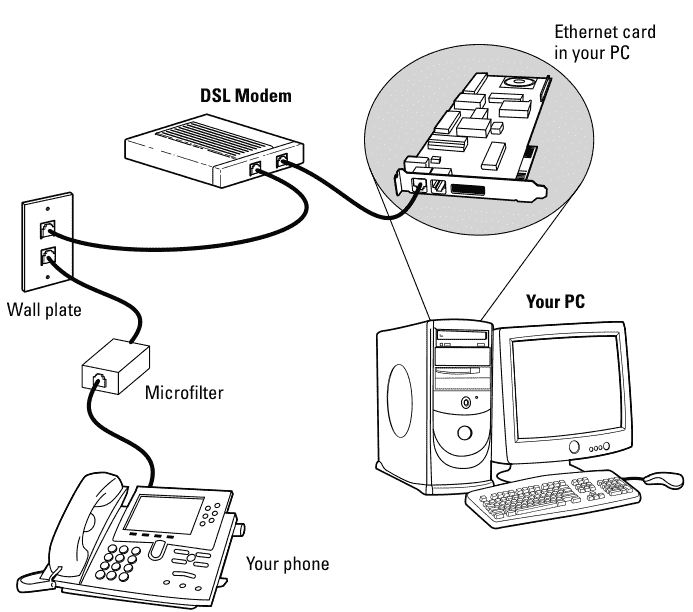 Ethernet card
in your PC
DSL Modem
Wall plate
Your PC
Microfilter
Your phone